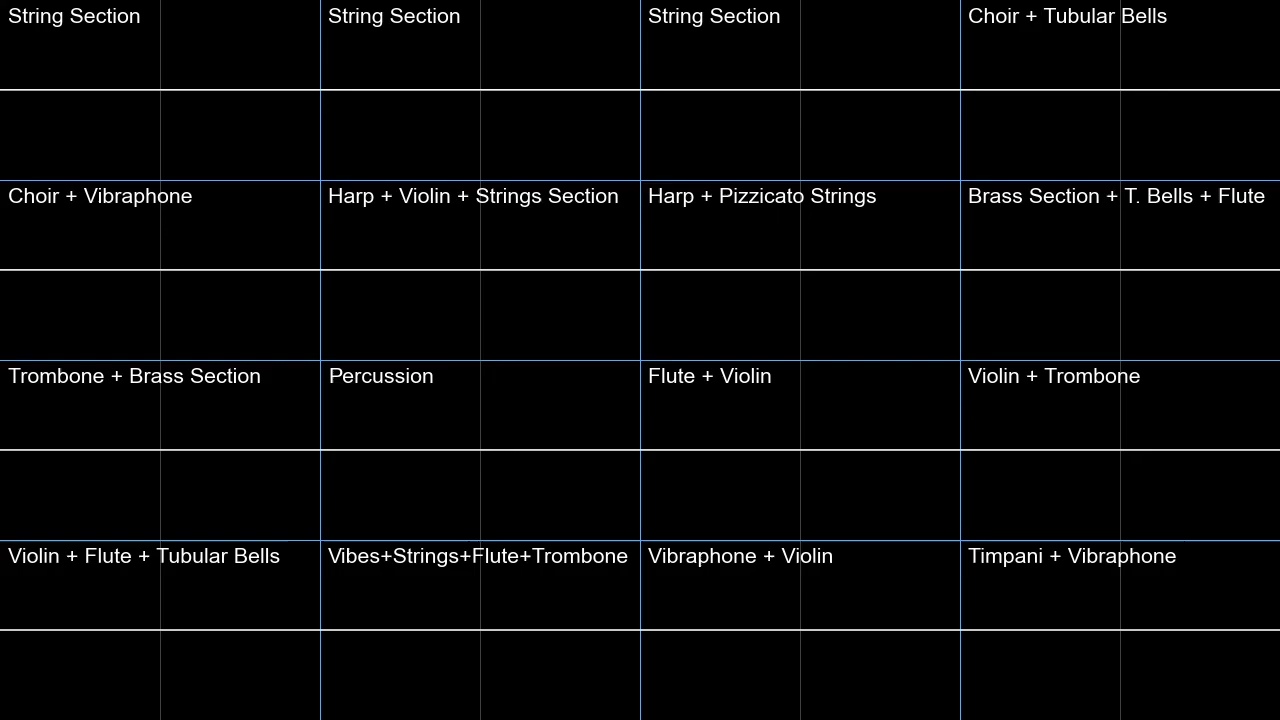 String Section
String Section
String Section
Choir + Tubular Bells
Choir + Vibraphone
Harp + Violin + Strings Section
Harp + Pizzicato Strings
Brass Section + T. Bells + Flute
Trombone + Brass Section
Percussion
Flute + Violin
Violin + Trombone
Violin + Flute + Tubular Bells
Vibes+Strings+Flute+Trombone
Vibraphone + Violin
Timpani + Vibraphone